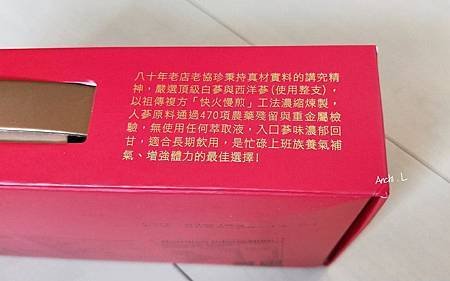 八十年老店老協珍秉持真材實料的講究精
神，嚴選頂級白蔘與西洋蔘(使用整支)，
以祖傳複方「快火慢煎」工法濃縮煉製，
人蔘原料通過470項農藥殘留與重金屬檢
驗，無使用任何萃取液，入口蔘味濃郁回
甘，適合長期飲用，是忙碌上班族養氣補
氣、增強體力的最佳選擇!
Archi . L